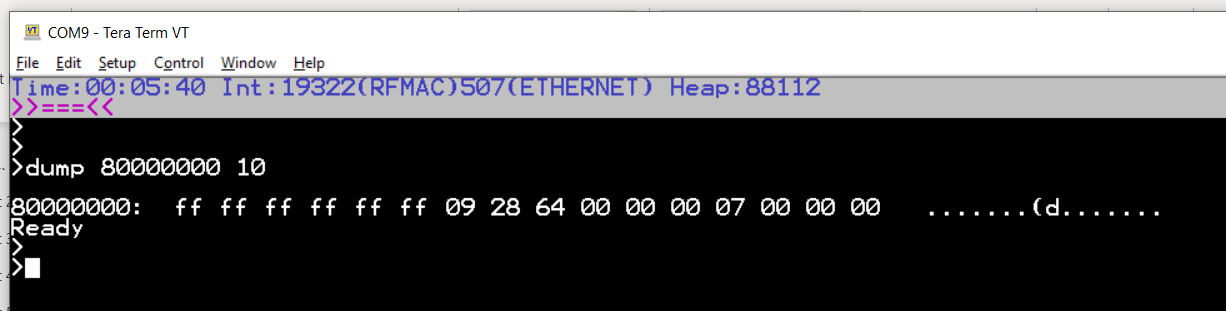 COM9 - Tera Term VT
File Edit Setup Control Window Help
Time:00:05:40 Int:19322(RFMAC)507(ETHERNET) Heap:88112
>>===<<
>
>
>dump 80000000 10
80000000:  ff ff ff ff ff ff 09 28 64 00 00 00 07 00 00 00   .......(d.......
Ready
>
>